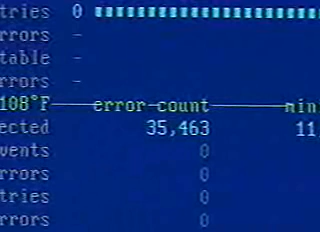 tries 0
rrors -
table -
rrors -
108°F error count min
ected 35,463 11
vents 0
rrors 0
tries 0
rrors 0